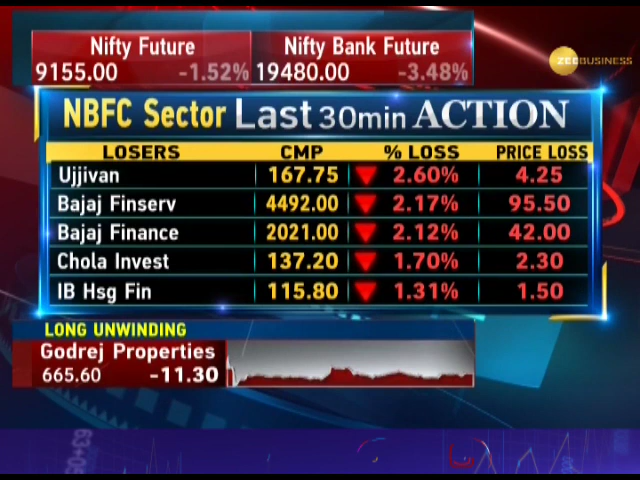 Nifty Future
9155.00 -1.52%
Nifty Bank Future
19480.00 -3.48%
ZEEBUSINESS
NBFC Sector Last 30min ACTION
LOSERS CMP % LOSS PRICE LOSS
Ujjivan 167.75 2.60% 4.25
Bajaj Finserv 4492.00 2.17% 95.50
Bajaj Finance 2021.00 2.12% 42.00
Chola Invest 137.20 1.70% 2.30
IB Hsg Fin 115.80 1.31% 1.50
LONG UNWINDING
Godrej Properties
665.60 -11.30